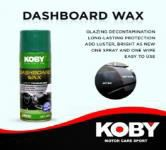 DASHBOARD WAX
GLAZING DECONTAMINATION
LONG-LASTING PROTECTION
ADD LUSTER, BRIGHT AS NEW
ONE SPRAY AND ONE WIPE
EASY TO USE
KOBY
DASHBOARD
WAX
KOBY
MOTOR CARE SPORT